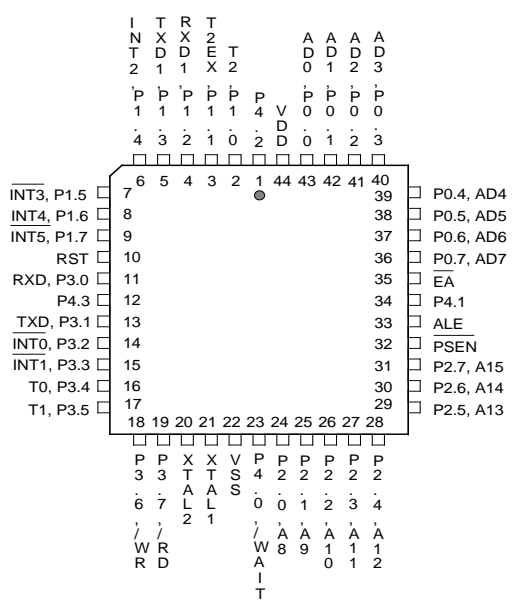 INT2, P1.4
TXD1, P1.3
RXD1, P1.2
T2EX, P1.1
T2, P1.0
P4.2
VDD
AD0, P0.0
AD1, P0.1
AD2, P0.2
AD3, P0.3
6 5 4 3 2 1 44 43 42 41 40
INT3, P1.5 7
INT4, P1.6 8
INT5, P1.7 9
RST 10
RXD, P3.0 11
P4.3 12
TXD, P3.1 13
INT0, P3.2 14
INT1, P3.3 15
T0, P3.4 16
T1, P3.5 17
39 P0.4, AD4
38 P0.5, AD5
37 P0.6, AD6
36 P0.7, AD7
35 EA
34 P4.1
33 ALE
32 PSEN
31 P2.7, A15
30 P2.6, A14
29 P2.5, A13
18 19 20 21 22 23 24 25 26 27 28
P3.6, /WR
P3.7, /RD
XTAL2
XTAL1
VSS
P4.0, /WAIT
P2.0, A8
P2.1, A9
P2.2, A10
P2.3, A11
P2.4, A12